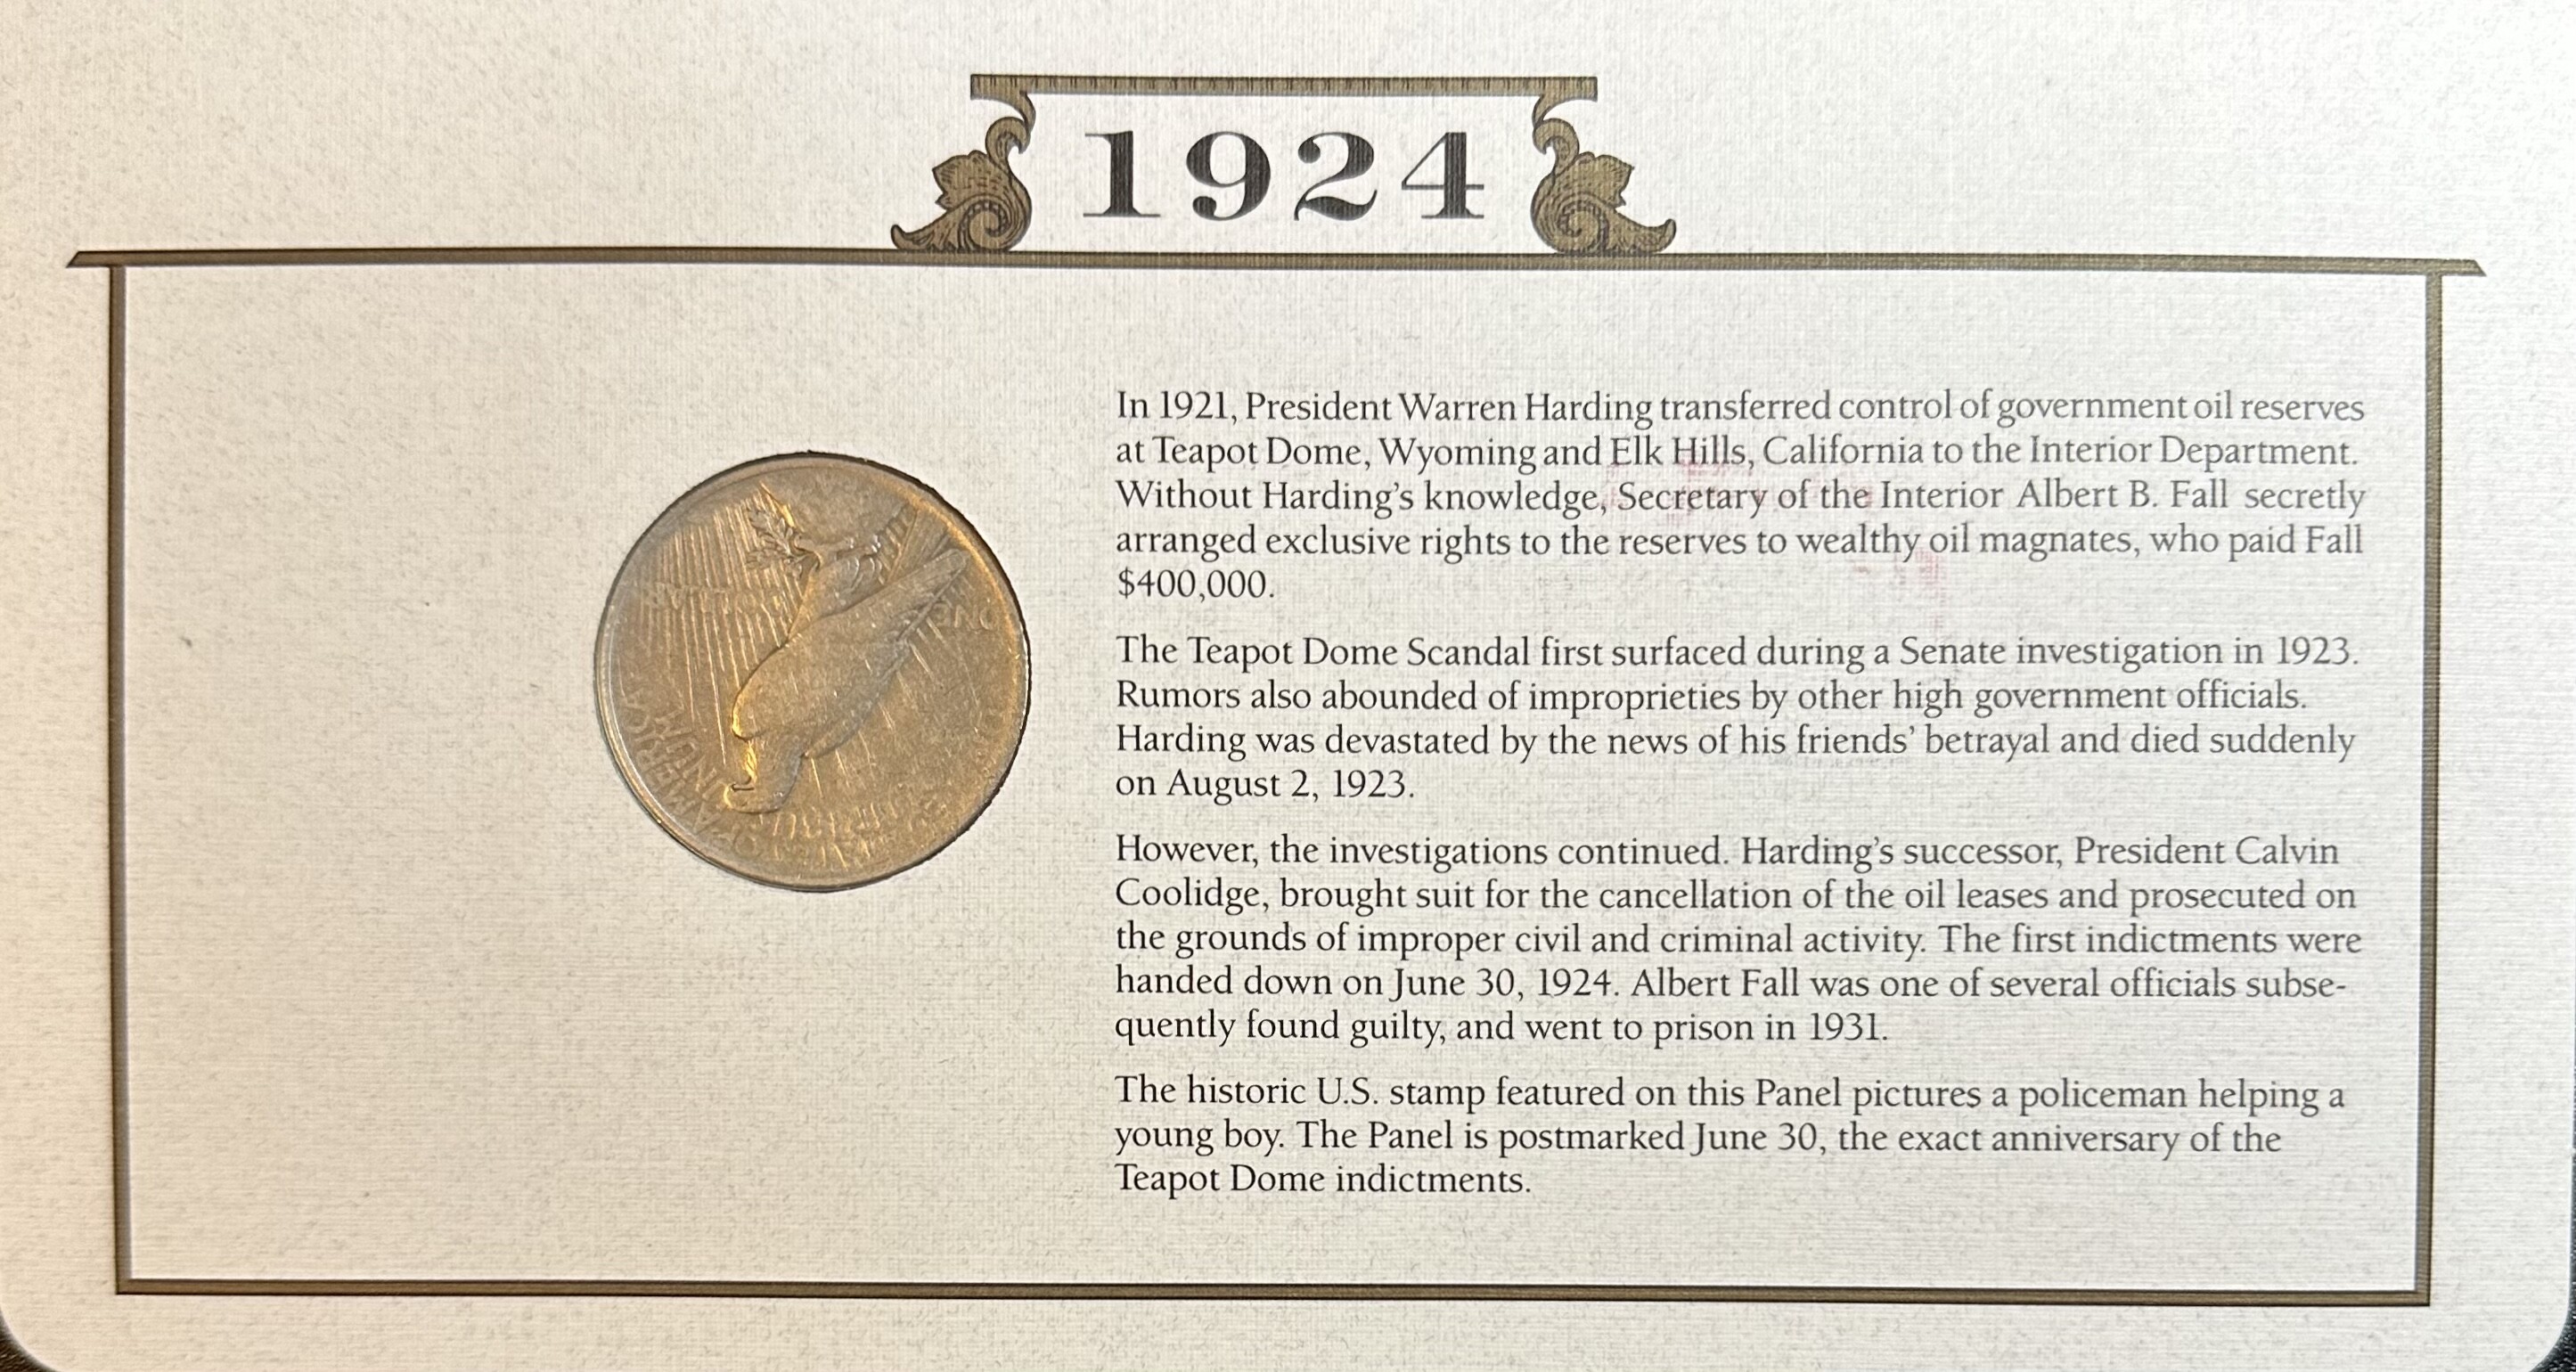 1924
In 1921, President Warren Harding transferred control of government oil reserves
at Teapot Dome, Wyoming and Elk Hills, California to the Interior Department.
Without Harding's knowledge, Secretary of the Interior Albert B. Fall secretly
arranged exclusive rights to the reserves to wealthy oil magnates, who paid Fall
$400,000.
The Teapot Dome Scandal first surfaced during a Senate investigation in 1923.
Rumors also abounded of improprieties by other high government officials.
Harding was devastated by the news of his friends' betrayal and died suddenly
on August 2, 1923.
However, the investigations continued. Harding's successor, President Calvin
Coolidge, brought suit for the cancellation of the oil leases and prosecuted on
the grounds of improper civil and criminal activity. The first indictments were
handed down on June 30, 1924. Albert Fall was one of several officials subse-
quently found guilty, and went to prison in 1931.
The historic U.S. stamp featured on this Panel pictures a policeman helping a
young boy. The Panel is postmarked June 30, the exact anniversary of the
Teapot Dome indictments.
ONE
DOLLAR
OF AMERICA
UNUM